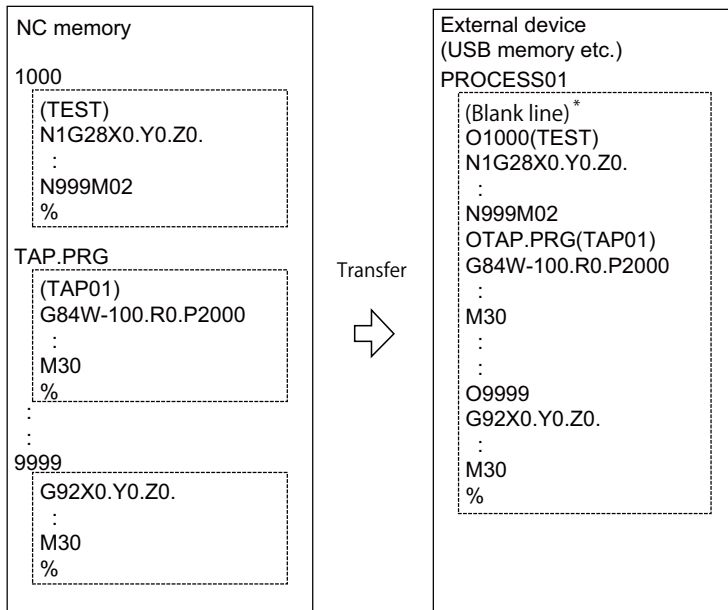 NC memory
1000
(TEST)
N1G28X0.Y0.Z0.
:
N999M02
%
TAP.PRG
(TAP01)
G84W-100.R0.P2000
:
M30
%
:
:
9999
G92X0.Y0.Z0.
:
M30
%
Transfer
External device
(USB memory etc.)
PROCESS01
(Blank line) *
O1000(TEST)
N1G28X0.Y0.Z0.
:
N999M02
OTAP.PRG(TAP01)
G84W-100.R0.P2000
:
M30
:
:
O9999
G92X0.Y0.Z0.
:
M30
%